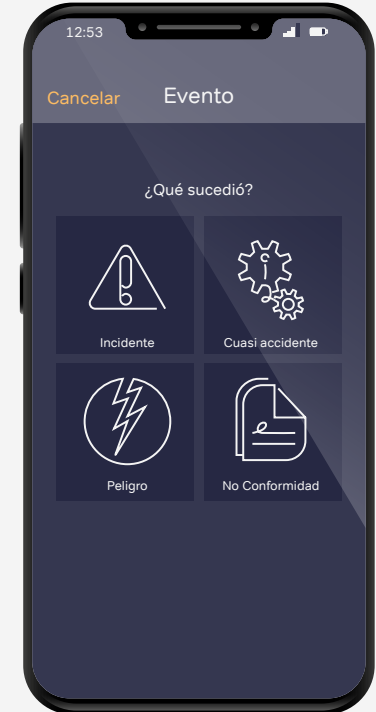 12:53
Cancelar Evento
¿Qué sucedió?
Incidente Cuasi accidente
Peligro No Conformidad